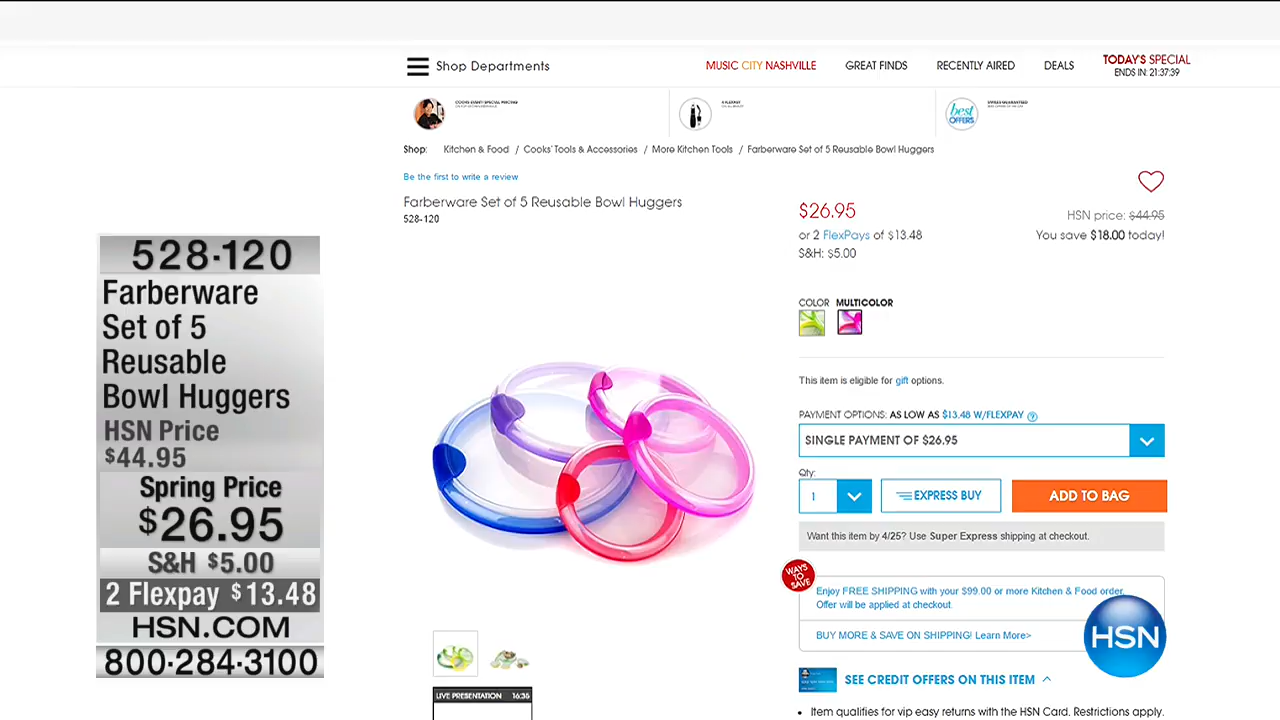 Shop Departments
MUSIC CITY NASHVILLE
GREAT FINDS
RECENTLY AIRED
DEALS
TODAY'S SPECIAL
ENDS IN: 21:37:39
COOKS EVENT! SPECIAL PRICING
best
OFFERS
Shop: Kitchen & Food / Cooks' Tools & Accessories / More Kitchen Tools / Farberware Set of 5 Reusable Bowl Huggers
Be the first to write a review
Farberware Set of 5 Reusable Bowl Huggers
528-120
$26.95
HSN price: $44.95
or 2 FlexPays of $13.48
You save $18.00 today!
S&H: $5.00
COLOR MULTICOLOR
This item is eligible for gift options.
PAYMENT OPTIONS: AS LOW AS $13.48 W/FLEXPAY ?
SINGLE PAYMENT OF $26.95
Qty:
1
EXPRESS BUY
ADD TO BAG
Want this item by 4/25? Use Super Express shipping at checkout.
WAYS
TO
SAVE
Enjoy FREE SHIPPING with your $99.00 or more Kitchen & Food order.
Offer will be applied at checkout
BUY MORE & SAVE ON SHIPPING! Learn More>
HSN
SEE CREDIT OFFERS ON THIS ITEM
• Item qualifies for vip easy returns with the HSN Card. Restrictions apply.
LIVE PRESENTATION 16:35
528-120
Farberware
Set of 5
Reusable
Bowl Huggers
HSN Price
$44.95
Spring Price
$26.95
S&H $5.00
2 Flexpay $13.48
HSN.COM
800-284-3100